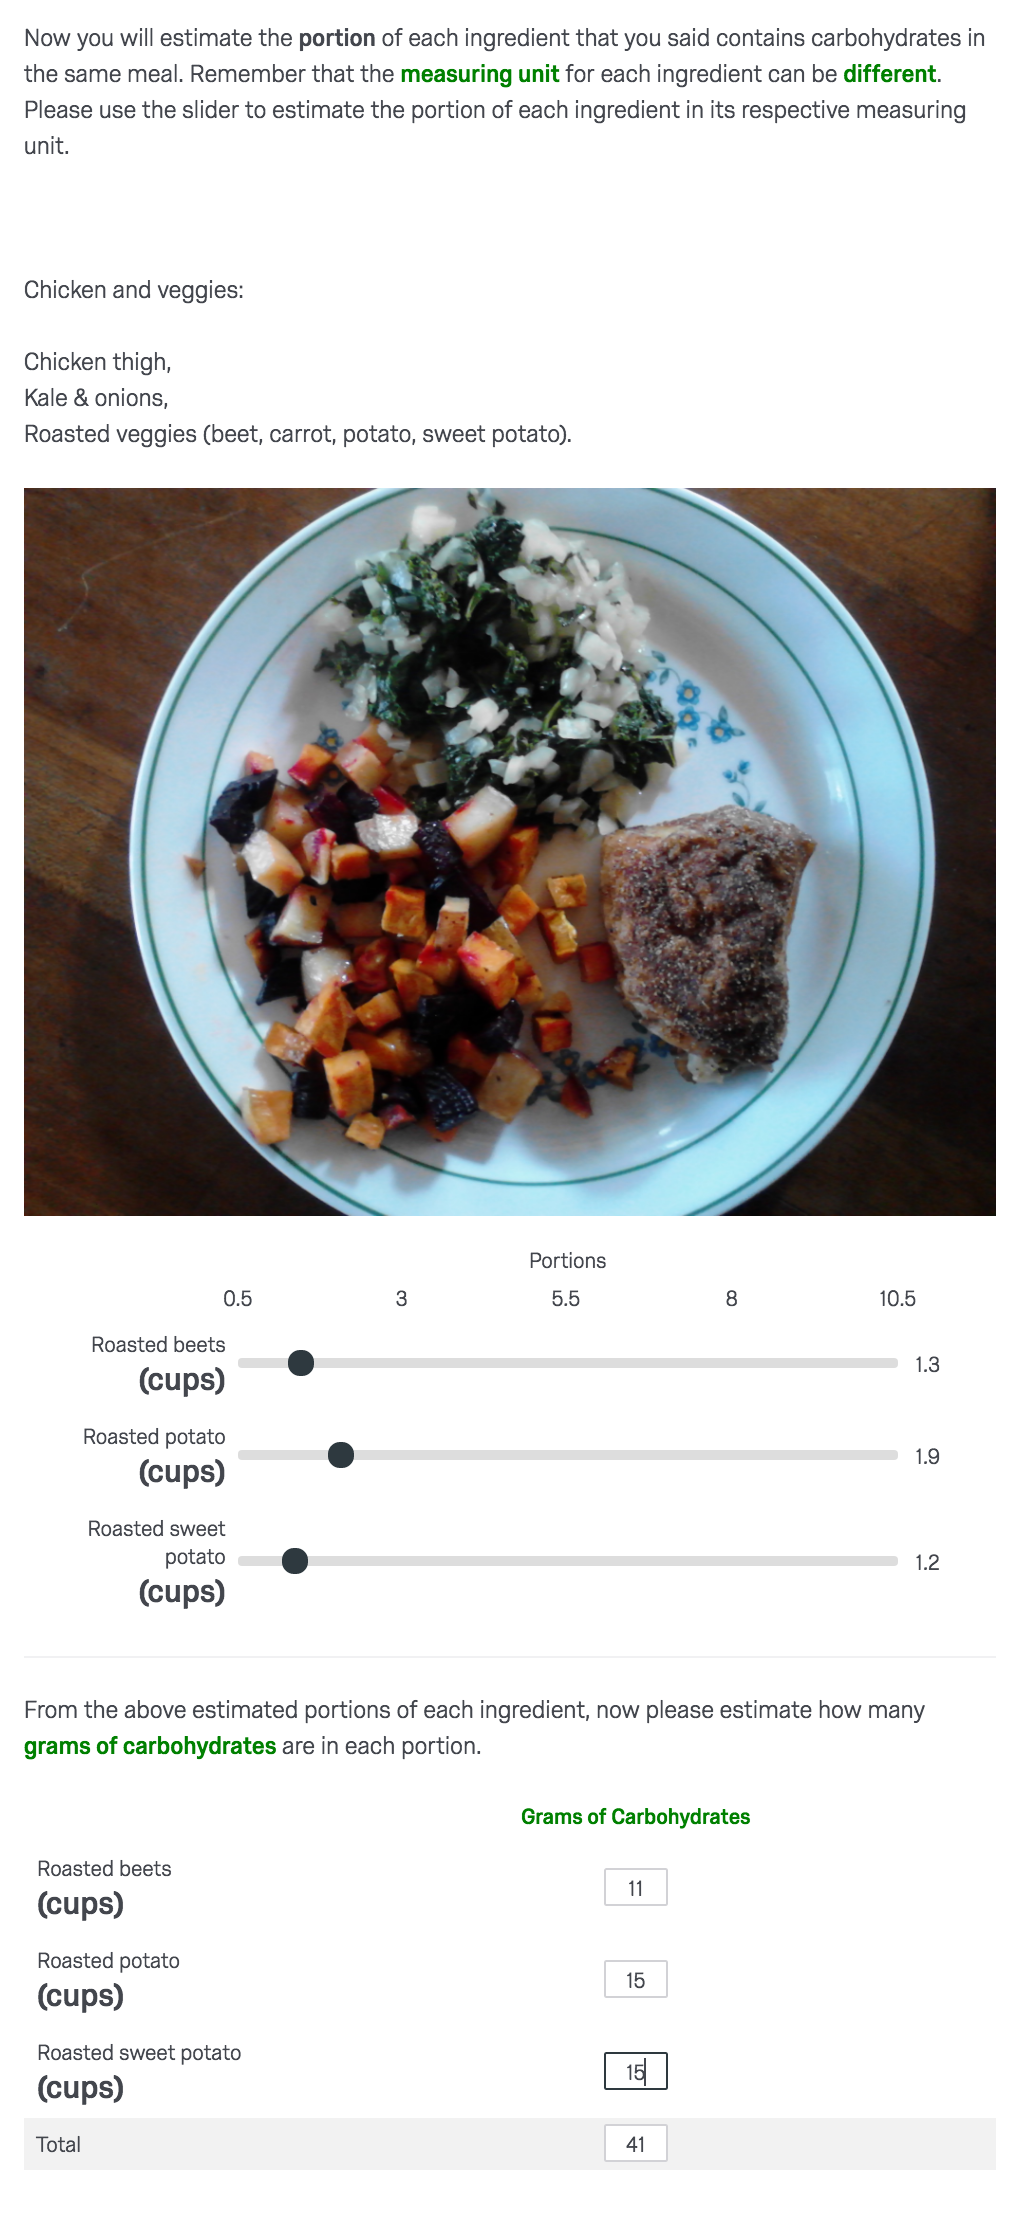 Now you will estimate the portion of each ingredient that you said contains carbohydrates in
the same meal. Remember that the measuring unit for each ingredient can be different.
Please use the slider to estimate the portion of each ingredient in its respective measuring
unit.
Chicken and veggies:
Chicken thigh,
Kale & onions,
Roasted veggies (beet, carrot, potato, sweet potato).
Portions
0.5 3 5.5 8 10.5
Roasted beets
(cups) 1.3
Roasted potato
(cups) 1.9
Roasted sweet
potato
(cups) 1.2
From the above estimated portions of each ingredient, now please estimate how many
grams of carbohydrates are in each portion.
Grams of Carbohydrates
Roasted beets
(cups) 11
Roasted potato
(cups) 15
Roasted sweet potato
(cups) 15
Total 41